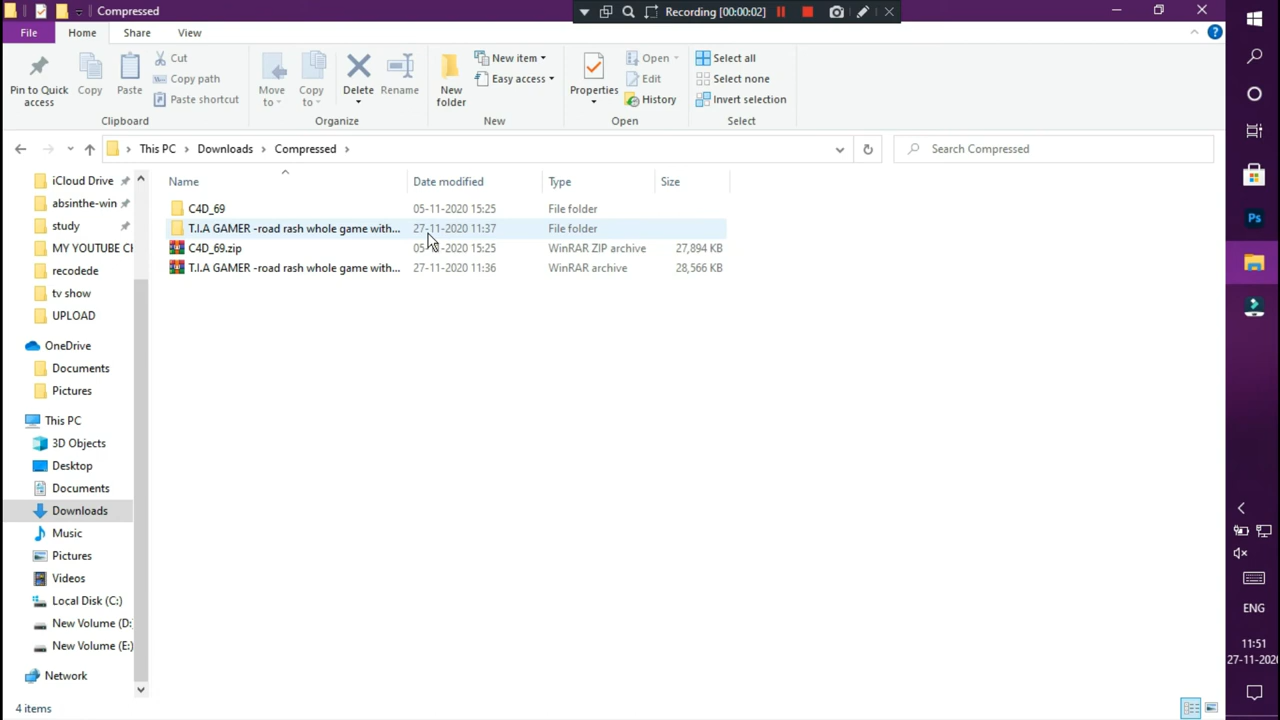 Compressed
Recording [00:00:02]
File
Home
Share
View
Pin to Quick access
Copy
Paste
Cut
Copy path
Paste shortcut
Clipboard
Move to
Copy to
Delete
Rename
Organize
New folder
New item
Easy access
New
Properties
Open
Edit
History
Open
Select all
Select none
Invert selection
Select
This PC
Downloads
Compressed
Search Compressed
Name
Date modified
Type
Size
C4D_69 05-11-2020 15:25 File folder
T.I.A GAMER -road rash whole game with... 27-11-2020 11:37 File folder
C4D_69.zip 05-11-2020 15:25 WinRAR ZIP archive 27,894 KB
T.I.A GAMER -road rash whole game with... 27-11-2020 11:36 WinRAR archive 28,566 KB
iCloud Drive
absinthe-win
study
MY YOUTUBE CH
recodede
tv show
UPLOAD
OneDrive
Documents
Pictures
This PC
3D Objects
Desktop
Documents
Downloads
Music
Pictures
Videos
Local Disk (C:)
New Volume (D:
New Volume (E:)
Network
4 items
Ps
ENG
11:51
27-11-2020